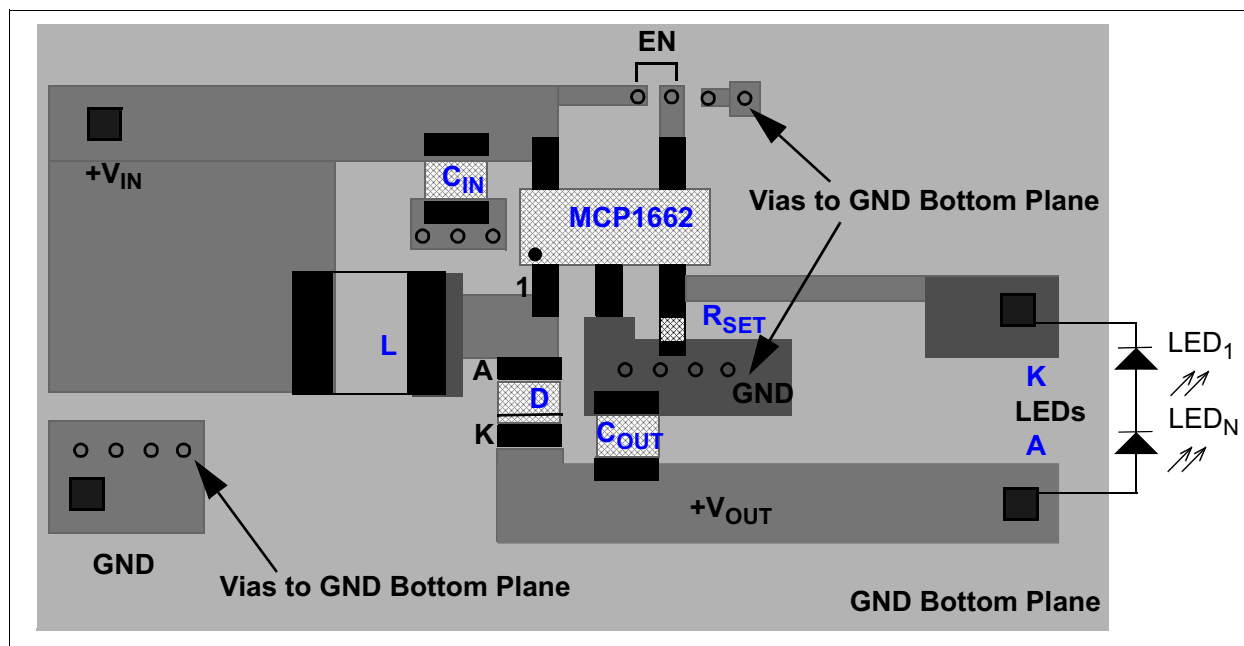 EN
+VIN
CIN
MCP1662
Vias to GND Bottom Plane
1
RSET
L
A
D
K
COUT
GND
K
LEDs
A
LED1
LEDN
+VOUT
GND
Vias to GND Bottom Plane
GND Bottom Plane